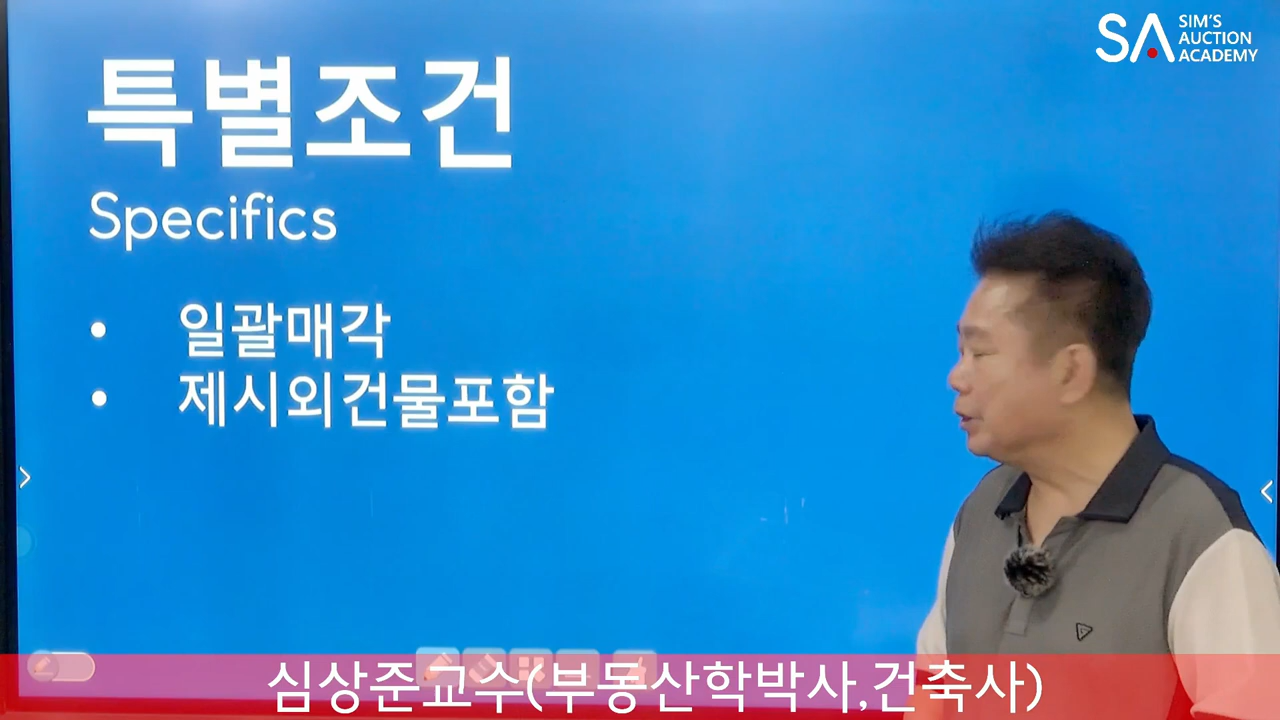 특별조건
Specifics
• 일괄매각
• 제시외건물포함
SA SIM'S
AUCTION
ACADEMY
심상준교수(부동산학박사,건축사)